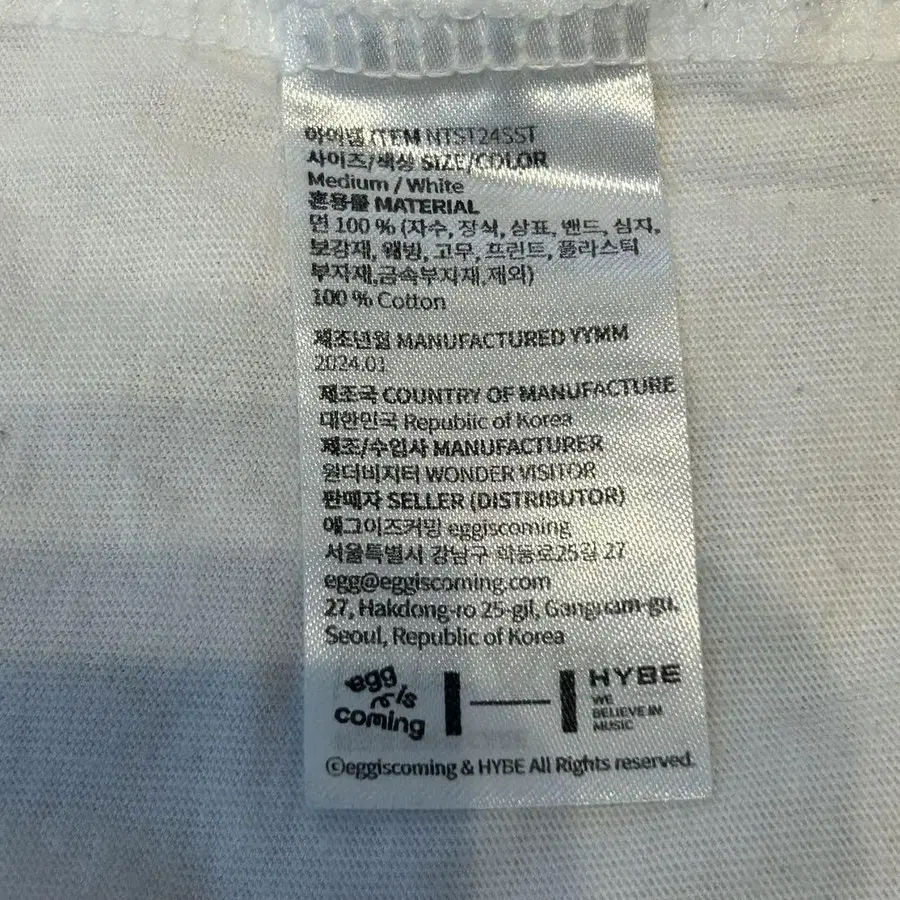 아이템 ITEM NTST24SST
사이즈/색상 SIZE/COLOR
Medium / White
혼용률 MATERIAL
면 100 % (자수, 장식, 상표, 밴드, 심지,
보강재, 웨빙, 고무, 프린트, 플라스틱
부자재,금속부자재,제외)
100 % Cotton
제조년월 MANUFACTURED YYMM
2024.01
제조국 COUNTRY OF MANUFACTURE
대한민국 Republic of Korea
제조/수입사 MANUFACTURER
원더비지터 WONDER VISITOR
판매자 SELLER (DISTRIBUTOR)
에그이즈커밍 eggiscoming
서울특별시 강남구 학동로25길 27
egg@eggiscoming.com
27, Hakdong-ro 25-gil, Gangnam-gu,
Seoul, Republic of Korea
egg is coming
HYBE
WE
BELIEVE IN
MUSIC
©eggiscoming & HYBE All Rights reserved.